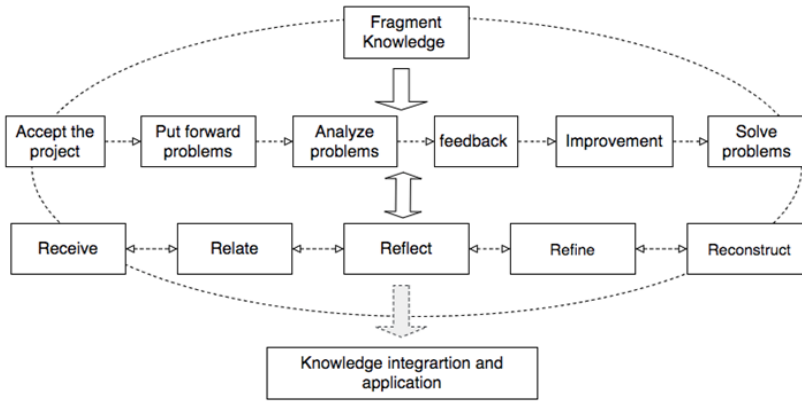 Fragment
Knowledge
Accept the
project
Put forward
problems
Analyze
problems
feedback
Improvement
Solve
problems
Receive
Relate
Reflect
Refine
Reconstruct
Knowledge integrartion and
application